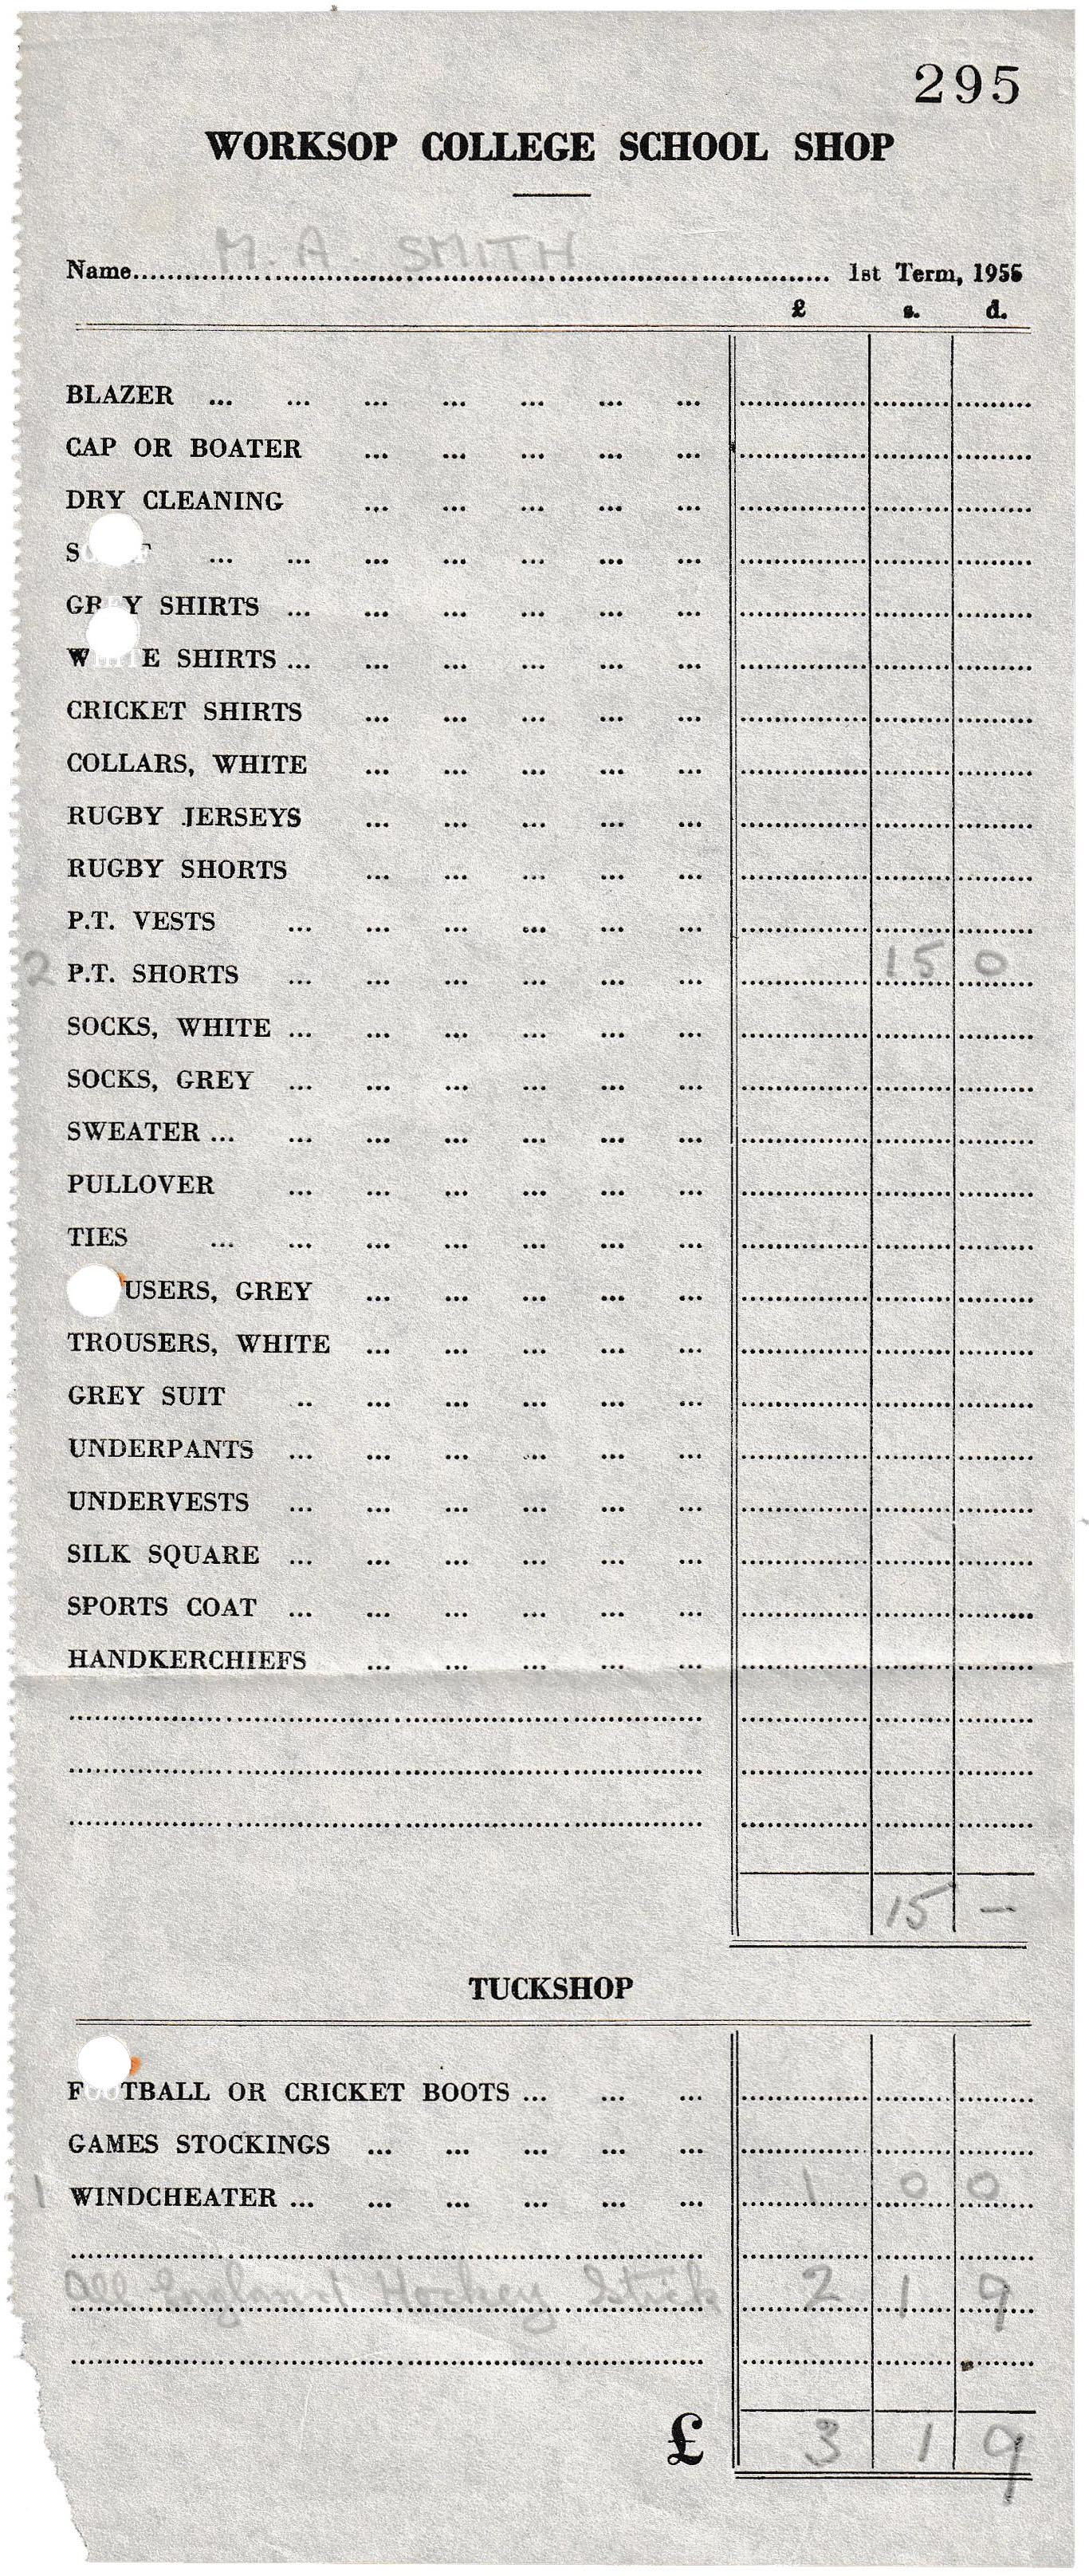 295
WORKSOP COLLEGE SCHOOL SHOP
M. A. SMITH
Name 1st Term, 1956
£ s. d.
BLAZER
CAP OR BOATER
DRY CLEANING
GREY SHIRTS
WHITE SHIRTS
CRICKET SHIRTS
COLLARS, WHITE
RUGBY JERSEYS
RUGBY SHORTS
P.T. VESTS
2 P.T. SHORTS 15 0
SOCKS, WHITE
SOCKS, GREY
SWEATER
PULLOVER
TIES
USERS, GREY
TROUSERS, WHITE
GREY SUIT
UNDERPANTS
UNDERVESTS
SILK SQUARE
SPORTS COAT
HANDKERCHIEFS
15 —
TUCKSHOP
FOOTBALL OR CRICKET BOOTS
GAMES STOCKINGS
1 WINDCHEATER 1 0 0
All England Hockey Stick 2 1 9
£ 3 1 9